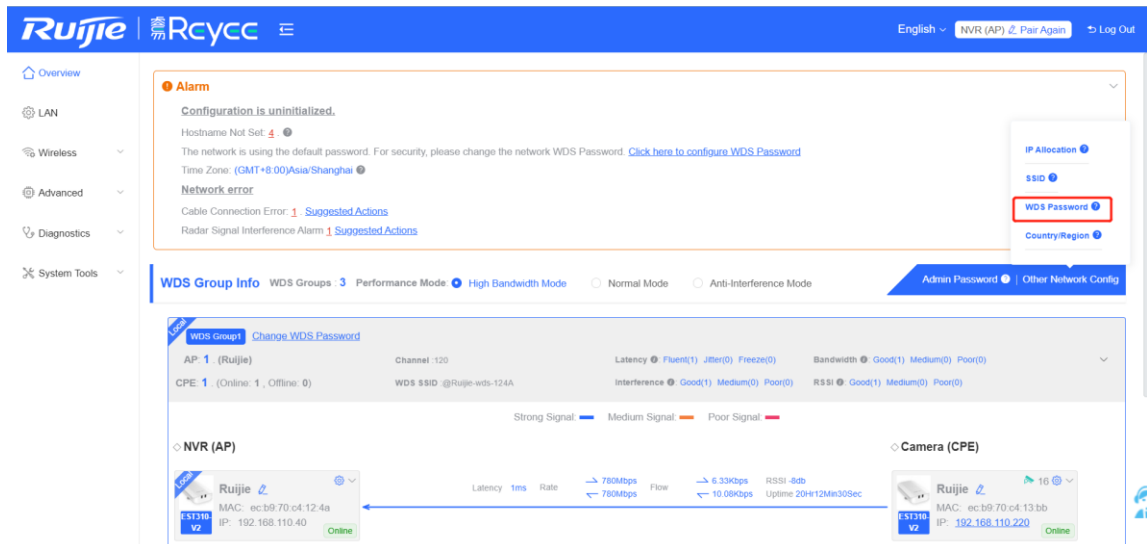 Ruijie 睿易 Reyee English NVR (AP) Pair Again Log Out
Overview
LAN
Wireless
Advanced
Diagnostics
System Tools
Alarm
Configuration is uninitialized.
Hostname Not Set: 4 .
The network is using the default password. For security, please change the network WDS Password. Click here to configure WDS Password
Time Zone: (GMT+8:00)Asia/Shanghai
Network error
Cable Connection Error: 1 . Suggested Actions
Radar Signal Interference Alarm 1 Suggested Actions
IP Allocation
SSID
WDS Password
Country/Region
WDS Group Info WDS Groups : 3 Performance Mode: High Bandwidth Mode Normal Mode Anti-Interference Mode
Admin Password | Other Network Config
Local
WDS Group1 Change WDS Password
AP: 1 . (Ruijie) Channel :120 Latency : Fluent(1) Jitter(0) Freeze(0) Bandwidth : Good(1) Medium(0) Poor(0)
CPE: 1 . (Online: 1 , Offline: 0) WDS SSID :@Ruijie-wds-124A Interference : Good(1) Medium(0) Poor(0) RSSI : Good(1) Medium(0) Poor(0)
Strong Signal: Medium Signal: Poor Signal:
NVR (AP) Camera (CPE)
Local
Ruijie
MAC: ec:b9:70:c4:12:4a
IP: 192.168.110.40
EST310-V2
Online
Latency 1ms Rate 780Mbps 780Mbps Flow 6.33Kbps 10.08Kbps RSSI -8db Uptime 20Hr12Min30Sec
Ruijie 16
MAC: ec:b9:70:c4:13:bb
IP: 192.168.110.220
EST310-V2
Online